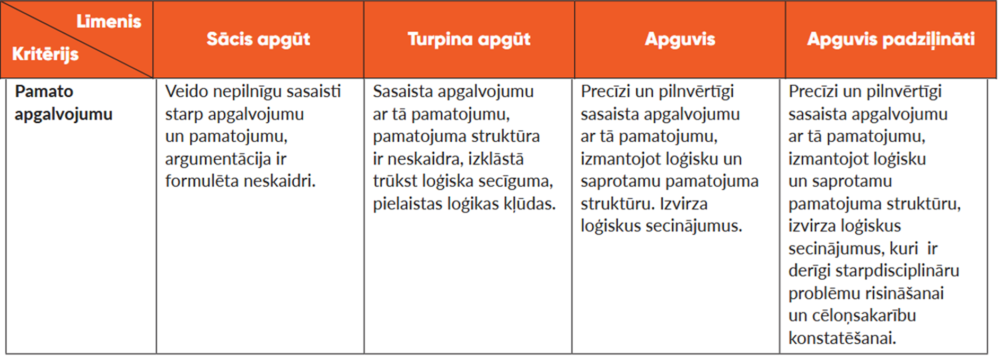 Līmenis
Kritērijs
Sācis apgūt
Turpina apgūt
Apguvis
Apguvis padziļināti
Pamato
apgalvojumu
Veido nepilnīgu sasaisti
starp apgalvojumu
un pamatojumu,
argumentācija ir
formulēta neskaidri.
Sasaista apgalvojumu
ar tā pamatojumu,
pamatojuma struktūra
ir neskaidra, izklāstā
trūkst loģiska secīguma,
pielaistas loģikas kļūdas.
Precīzi un pilnvērtīgi
sasaista apgalvojumu
ar tā pamatojumu,
izmantojot loģisku un
saprotamu pamatojuma
struktūru. Izvirza
loģiskus secinājumus.
Precīzi un pilnvērtīgi
sasaista apgalvojumu
ar tā pamatojumu,
izmantojot loģisku
un saprotamu
pamatojuma struktūru,
izvirza loģiskus
secinājumus, kuri  ir
derīgi starpdisciplināru
problēmu risināšanai
un cēloņsakarību
konstatēšanai.